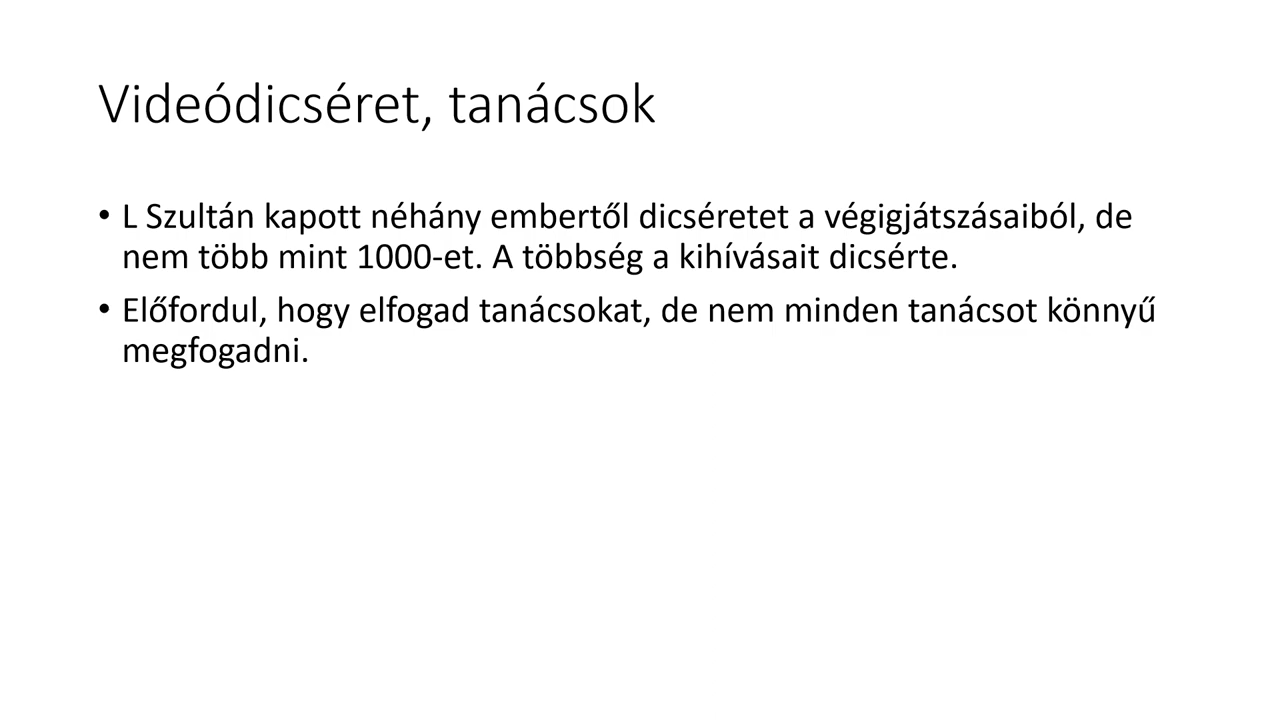 Videódicséret, tanácsok
• L Szultán kapott néhány embertől dicséretet a végigjátszásaiból, de
nem több mint 1000-et. A többség a kihívásait dicsérte.
• Előfordul, hogy elfogad tanácsokat, de nem minden tanácsot könnyű
megfogadni.